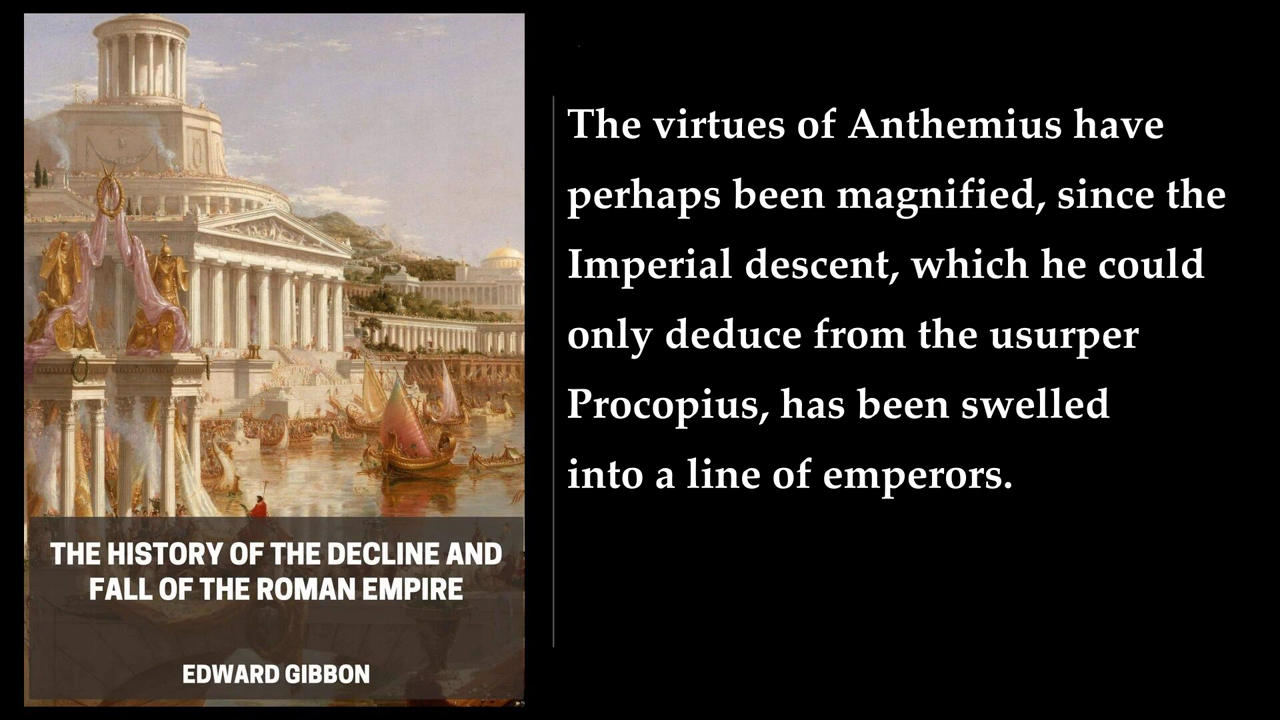 The virtues of Anthemius have
perhaps been magnified, since the
Imperial descent, which he could
only deduce from the usurper
Procopius, has been swelled
into a line of emperors.
THE HISTORY OF THE DECLINE AND
FALL OF THE ROMAN EMPIRE
EDWARD GIBBON